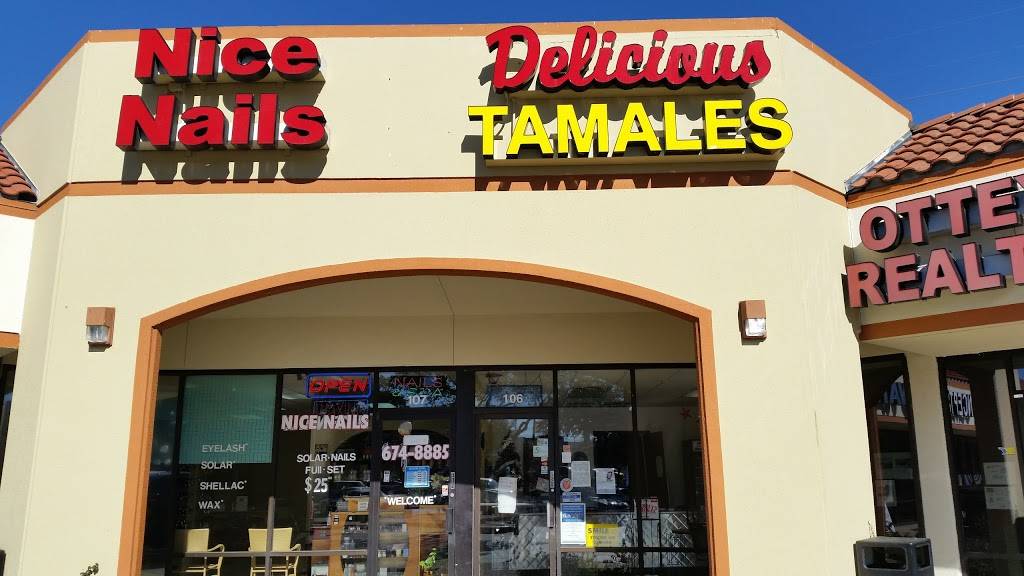 Nice
Nails
Delicious
TAMALES
OTTE
REALT
OPEN
NAILS
107
106
NICE NAILS
674-8885
EYELASH
SOLAR
SHELLAC
WAX
SOLAR-NAILS
FUll-SET
$25
"WELCOME"
SMILE